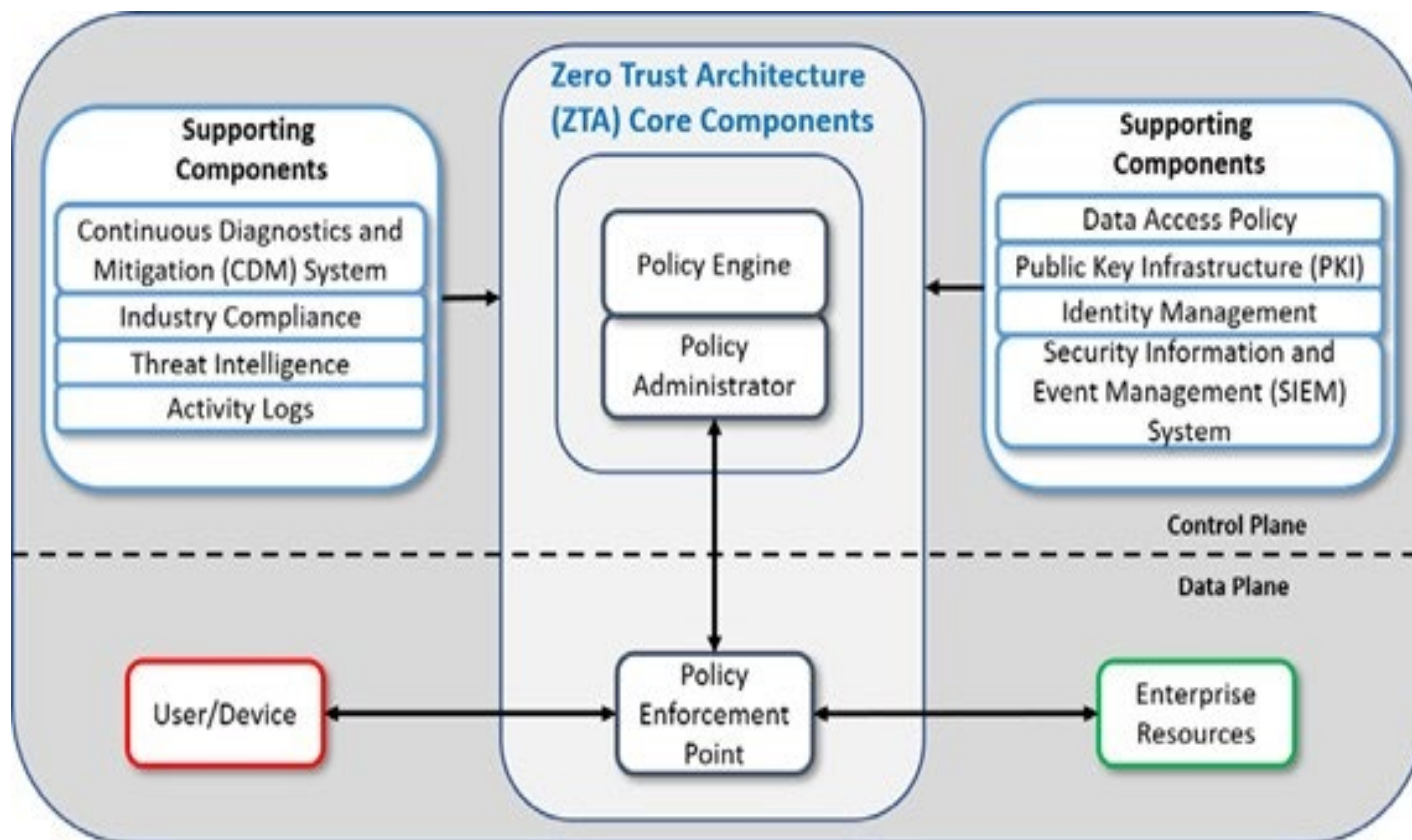 Zero Trust Architecture
(ZTA) Core Components
Supporting
Components
Continuous Diagnostics and
Mitigation (CDM) System
Industry Compliance
Threat Intelligence
Activity Logs
Policy Engine
Policy
Administrator
Supporting
Components
Data Access Policy
Public Key Infrastructure (PKI)
Identity Management
Security Information and
Event Management (SIEM)
System
Control Plane
Data Plane
User/Device
Policy
Enforcement
Point
Enterprise
Resources